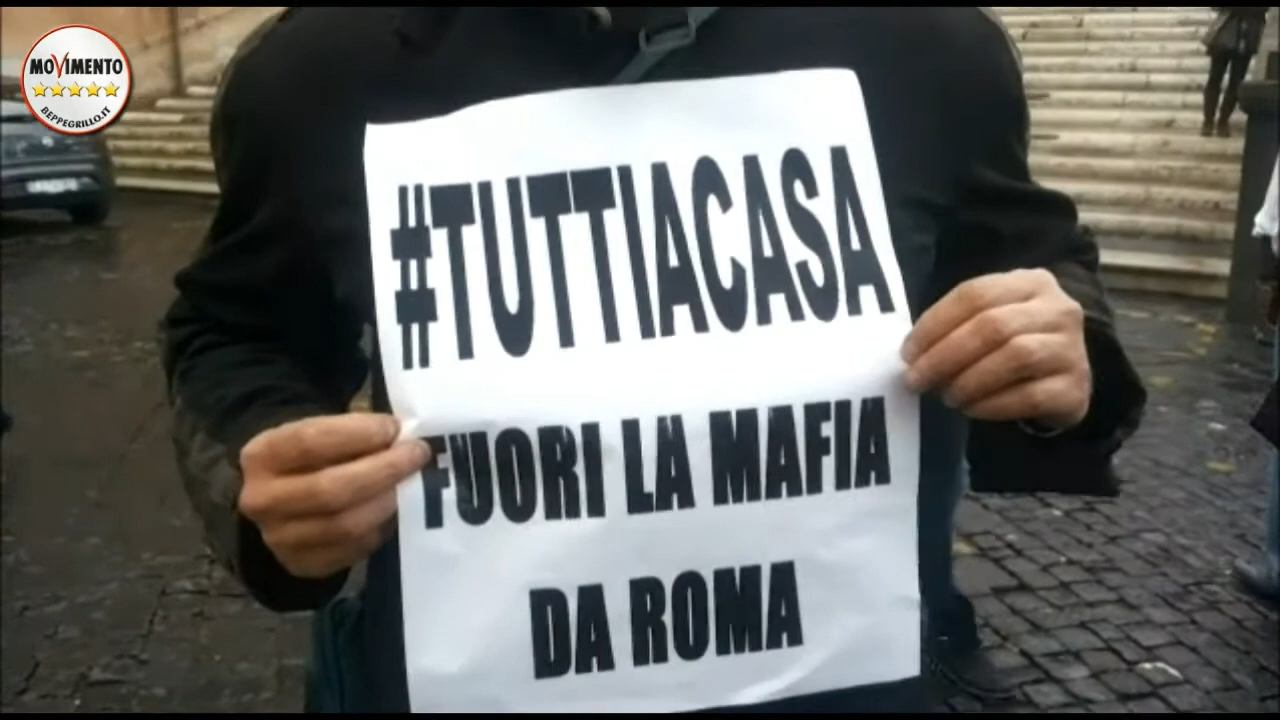 MOVIMENTO
BEPPEGRILLO.IT
#TUTTIACASA
FUORI LA MAFIA
DA ROMA